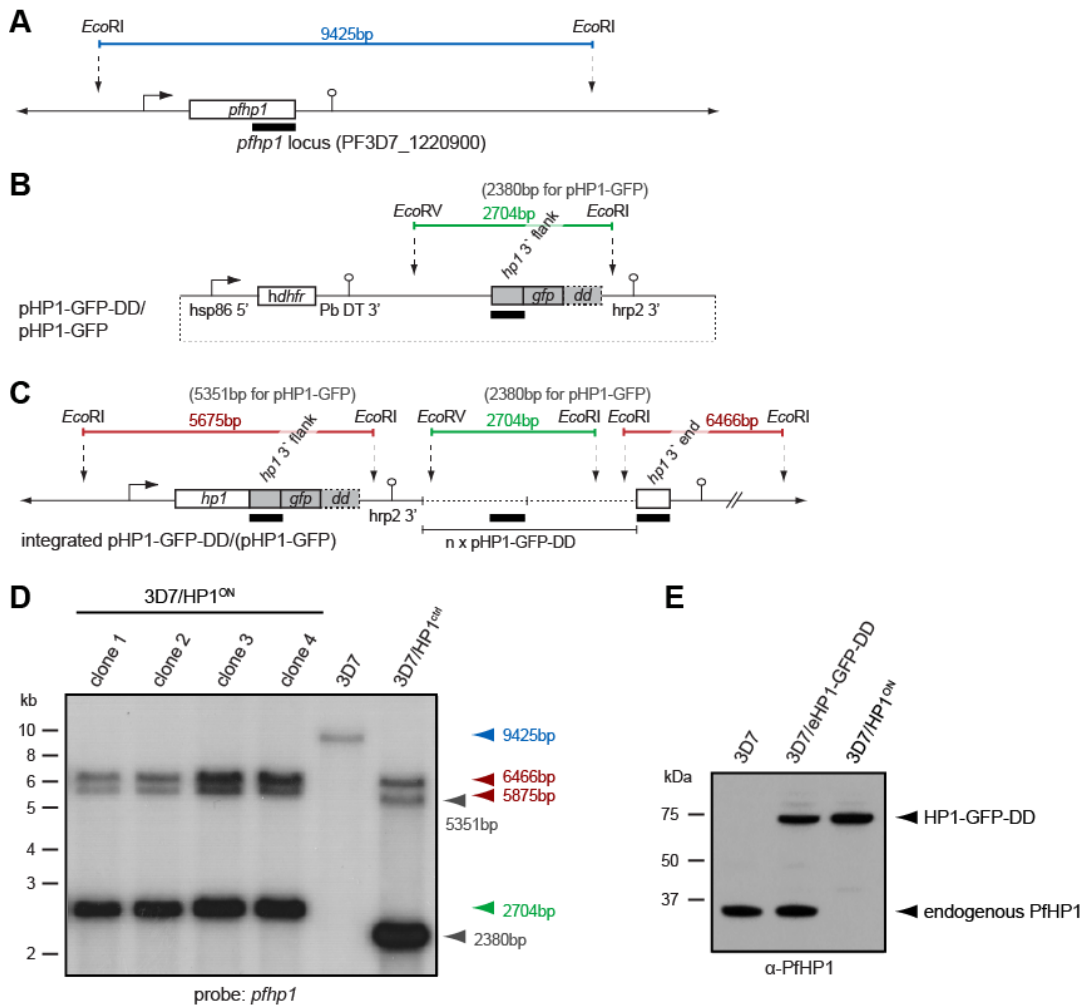 A
EcoRI
EcoRI
9425bp
pfhp1
pfhp1 locus (PF3D7_1220900)
B
(2380bp for pHP1-GFP)
EcoRV
2704bp
EcoRI
hp1 3` flank
hdhfr
gfp
dd
pHP1-GFP-DD/
pHP1-GFP
hsp86 5'
Pb DT 3'
hrp2 3'
C
(5351bp for pHP1-GFP)
(2380bp for pHP1-GFP)
EcoRI
5675bp
EcoRI
EcoRV
2704bp
EcoRI
EcoRI
6466bp
EcoRI
hp1 3` flank
hp1 3` end
hp1
gfp
dd
hrp2 3'
integrated pHP1-GFP-DD/(pHP1-GFP)
n x pHP1-GFP-DD
D
3D7/HP1ON
clone 1
clone 2
clone 3
clone 4
3D7
3D7/HP1ctrl
kb
10
8
6
5
4
3
2
9425bp
6466bp
5875bp
5351bp
2704bp
2380bp
probe: pfhp1
E
3D7
3D7/eHP1-GFP-DD
3D7/HP1ON
kDa
75
50
37
HP1-GFP-DD
endogenous PfHP1
α-PfHP1